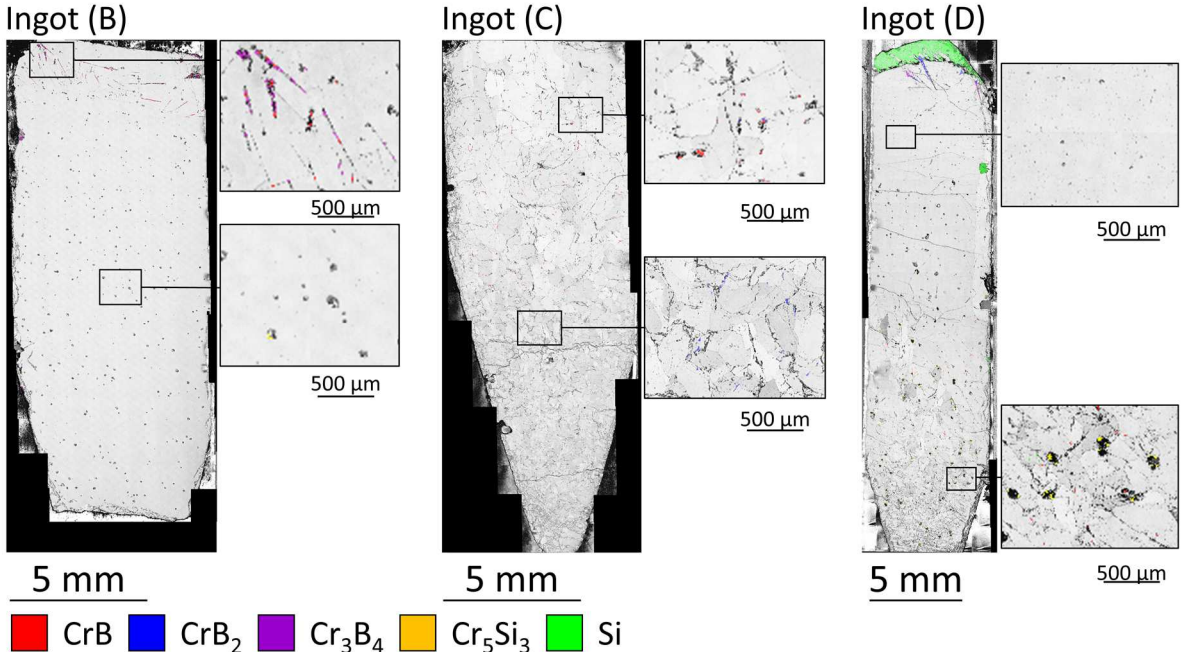 Ingot (B)
Ingot (C)
Ingot (D)
500 µm
500 µm
500 µm
500 µm
500 µm
500 µm
5 mm
5 mm
5 mm
CrB
CrB₂
Cr₃B₄
Cr₅Si₃
Si